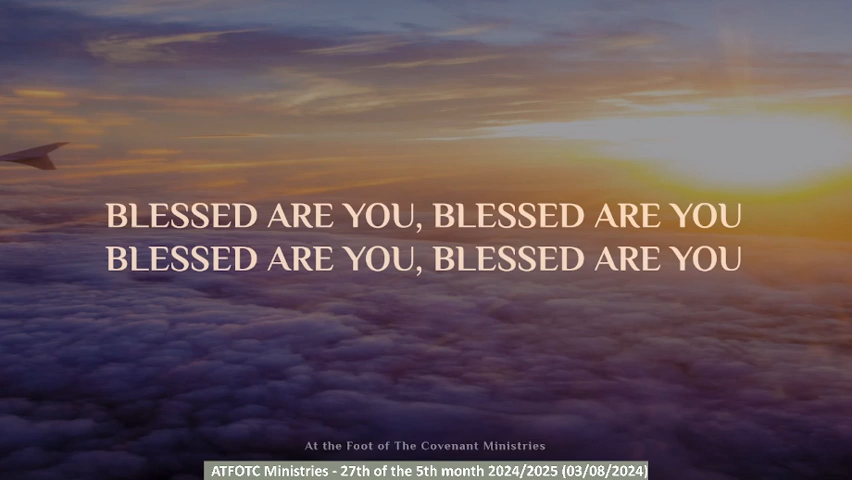 BLESSED ARE YOU, BLESSED ARE YOU
BLESSED ARE YOU, BLESSED ARE YOU
At the Foot of The Covenant Ministries
ATFOTC Ministries - 27th of the 5th month 2024/2025 (03/08/2024)